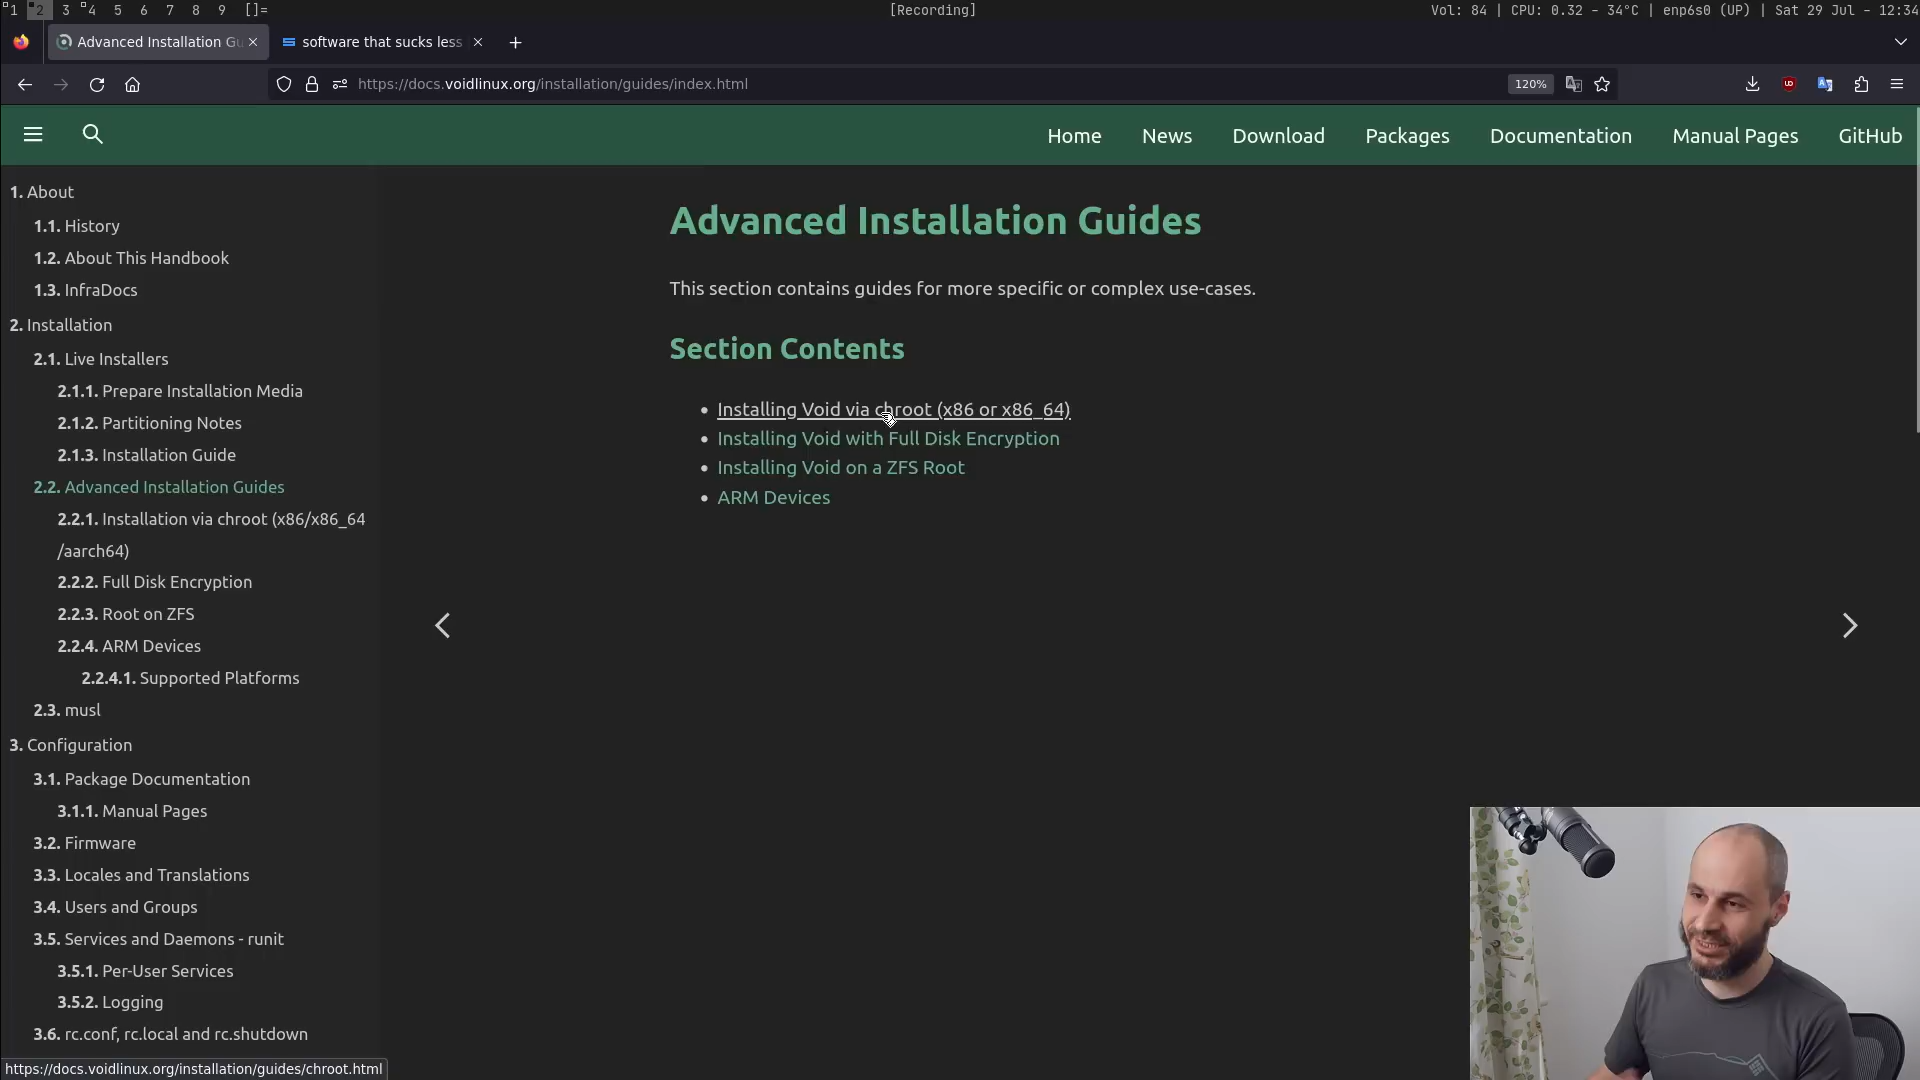 1 2 3 4 5 6 7 8 9 []= [Recording] Vol: 84 | CPU: 0.32 - 34°C | enp6s0 (UP) | Sat 29 Jul - 12:34
Advanced Installation Gu software that sucks less
https://docs.voidlinux.org/installation/guides/index.html 120%
Home News Download Packages Documentation Manual Pages GitHub
1. About
1.1. History
1.2. About This Handbook
1.3. InfraDocs
2. Installation
2.1. Live Installers
2.1.1. Prepare Installation Media
2.1.2. Partitioning Notes
2.1.3. Installation Guide
2.2. Advanced Installation Guides
2.2.1. Installation via chroot (x86/x86_64
/aarch64)
2.2.2. Full Disk Encryption
2.2.3. Root on ZFS
2.2.4. ARM Devices
2.2.4.1. Supported Platforms
2.3. musl
3. Configuration
3.1. Package Documentation
3.1.1. Manual Pages
3.2. Firmware
3.3. Locales and Translations
3.4. Users and Groups
3.5. Services and Daemons - runit
3.5.1. Per-User Services
3.5.2. Logging
3.6. rc.conf, rc.local and rc.shutdown
Advanced Installation Guides
This section contains guides for more specific or complex use-cases.
Section Contents
• Installing Void via chroot (x86 or x86_64)
• Installing Void with Full Disk Encryption
• Installing Void on a ZFS Root
• ARM Devices
https://docs.voidlinux.org/installation/guides/chroot.html